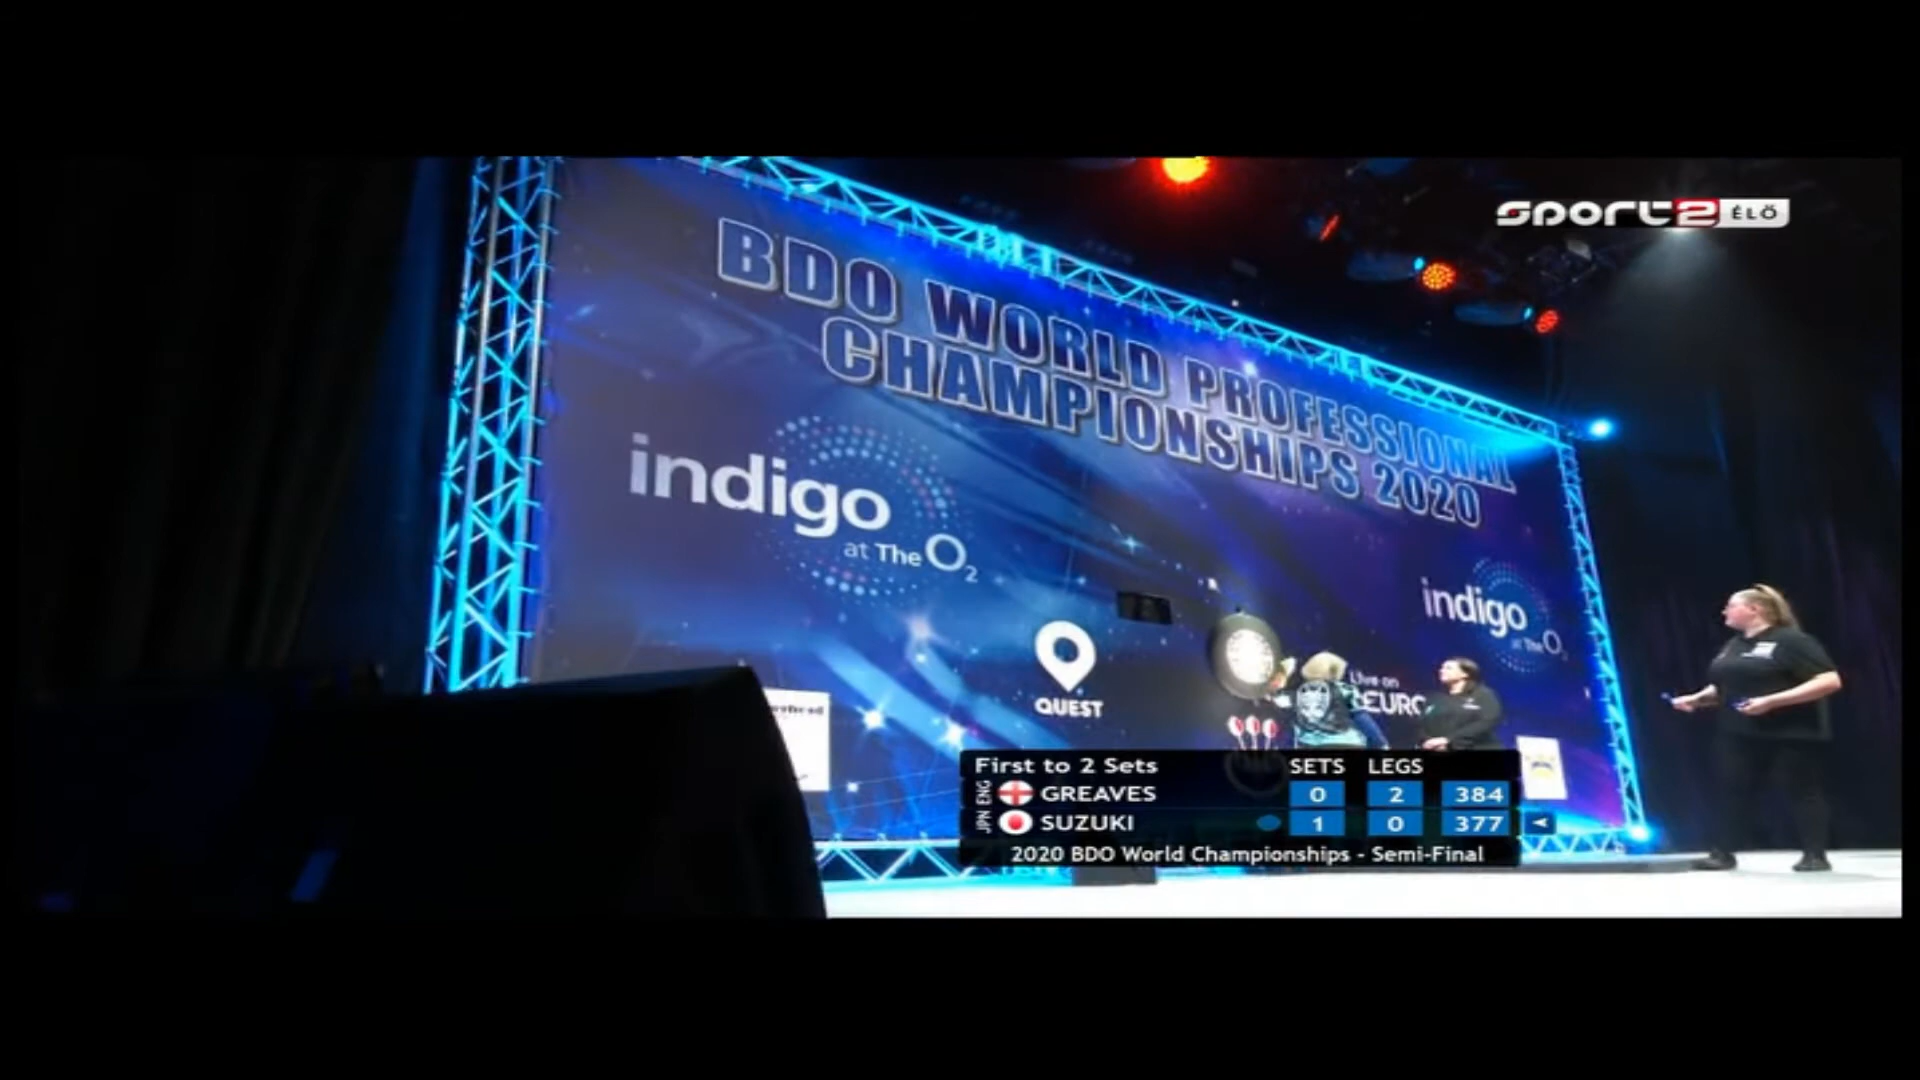 sport2 ÉLŐ
BDO WORLD PROFESSIONAL
CHAMPIONSHIPS 2020
indigo
at The O2
indigo
at The O2
QUEST
Live on
First to 2 Sets SETS LEGS
ENG GREAVES 0 2 384
JPN SUZUKI 1 0 377
2020 BDO World Championships - Semi-Final